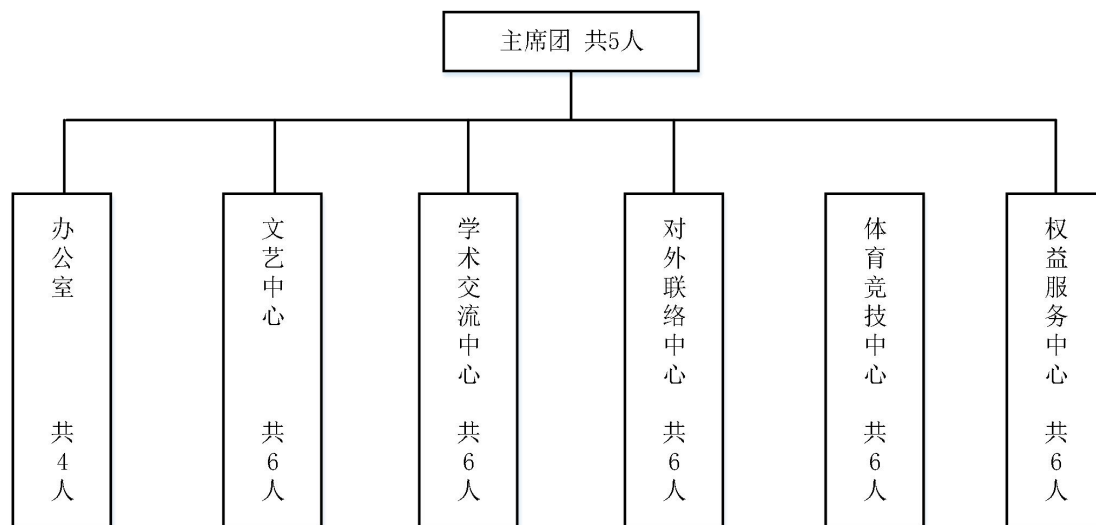 主席团 共5人
办公室 共4人
文艺中心 共6人
学术交流中心 共6人
对外联络中心 共6人
体育竞技中心 共6人
权益服务中心 共6人